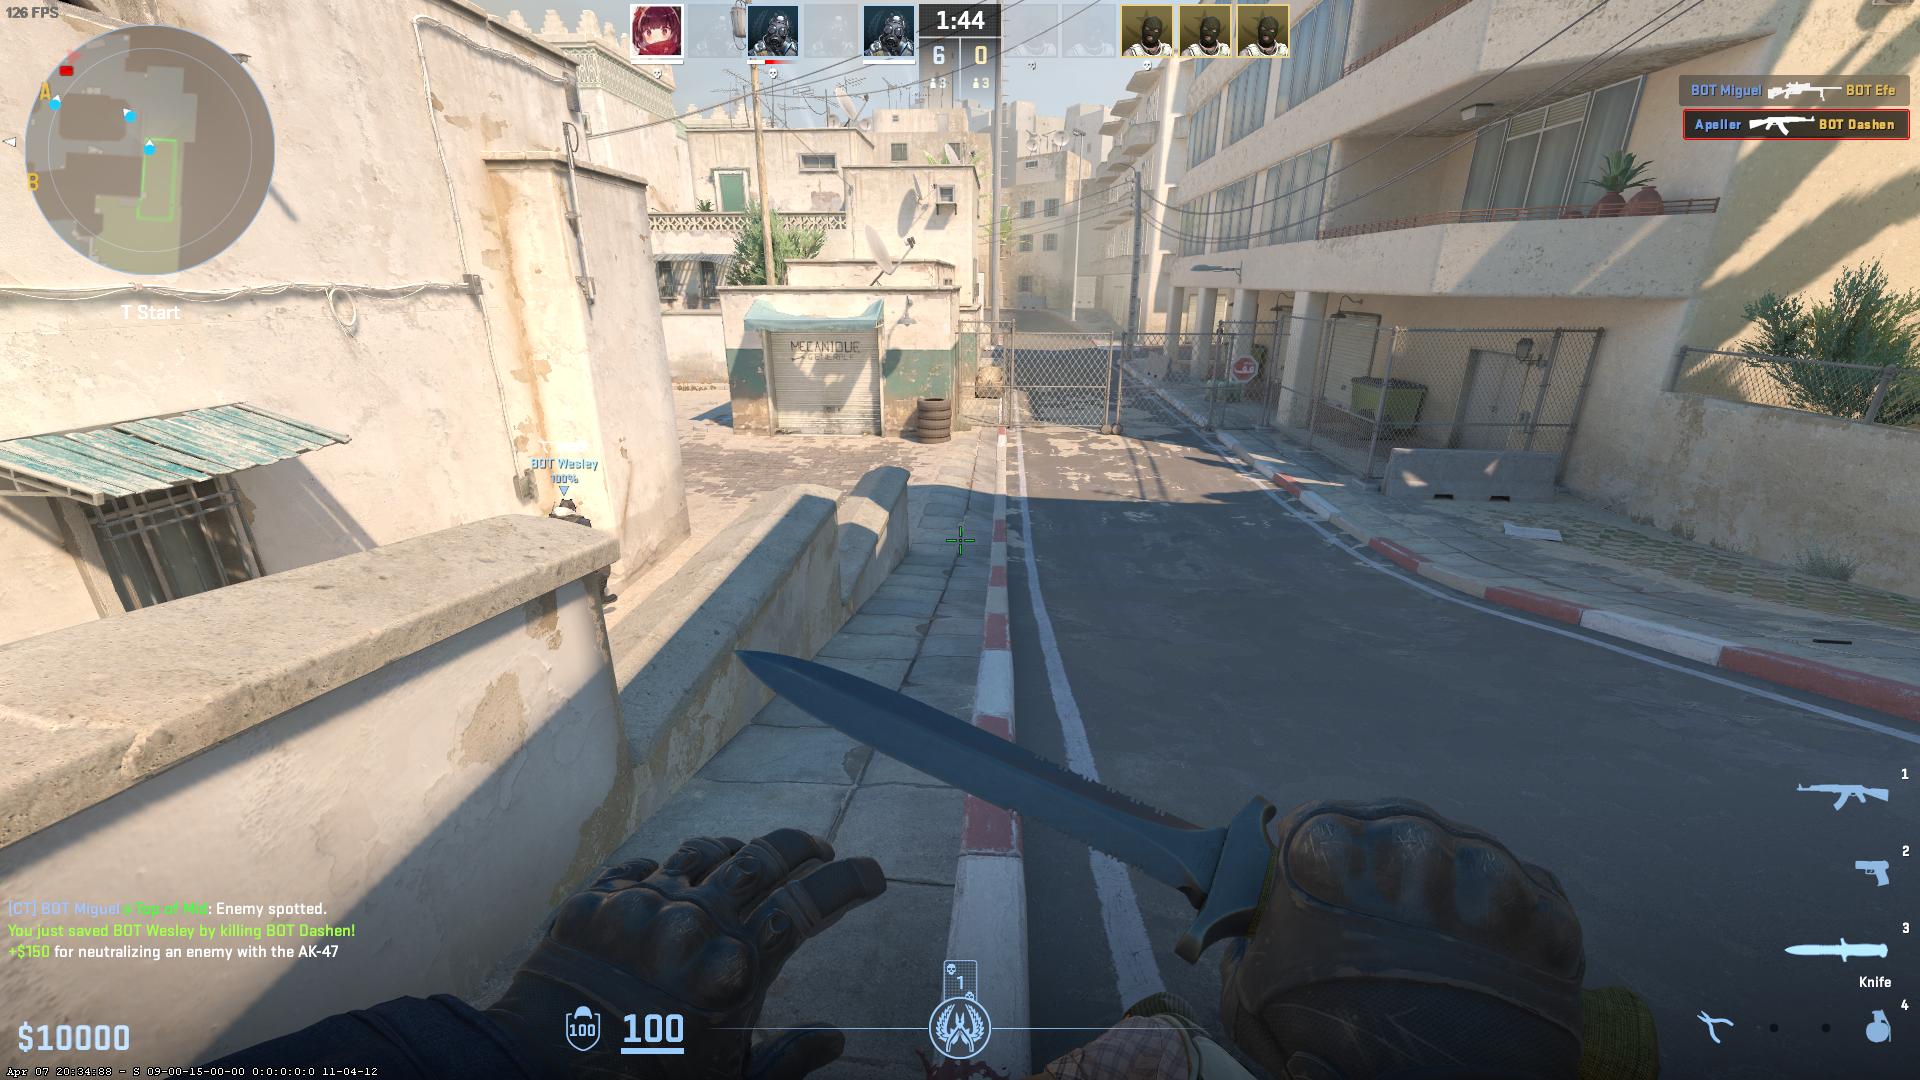 126 FPS
1:44
6 0
3 3
A
B
T Start
BOT Miguel BOT Efe
Apeller BOT Dashen
MECANIQUE
GENERALE
BOT Wesley
100%
1
2
3
Knife
4
[CT] BOT Miguel @ Top of Mid: Enemy spotted.
You just saved BOT Wesley by killing BOT Dashen!
+$150 for neutralizing an enemy with the AK-47
1
$10000
100
100
Apr 07 20:34:88 - S 09-00-15-00-00 0:0:0:0:0 11-04-12